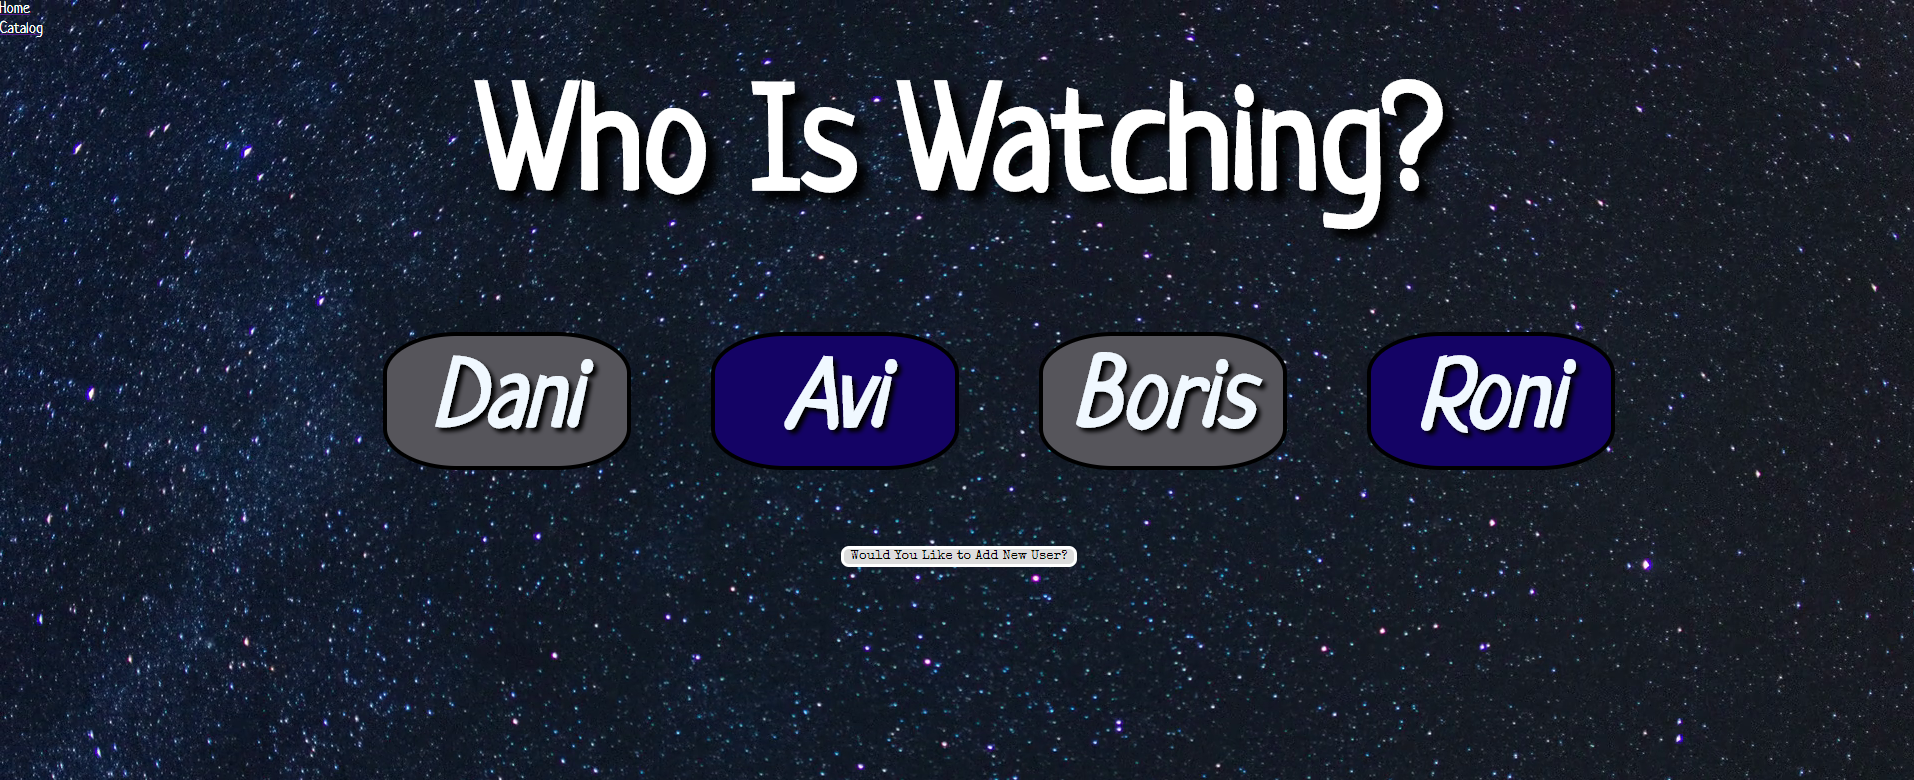 Home
Catalog
Who Is Watching?
Dani Avi Boris Roni
Would You Like to Add New User?